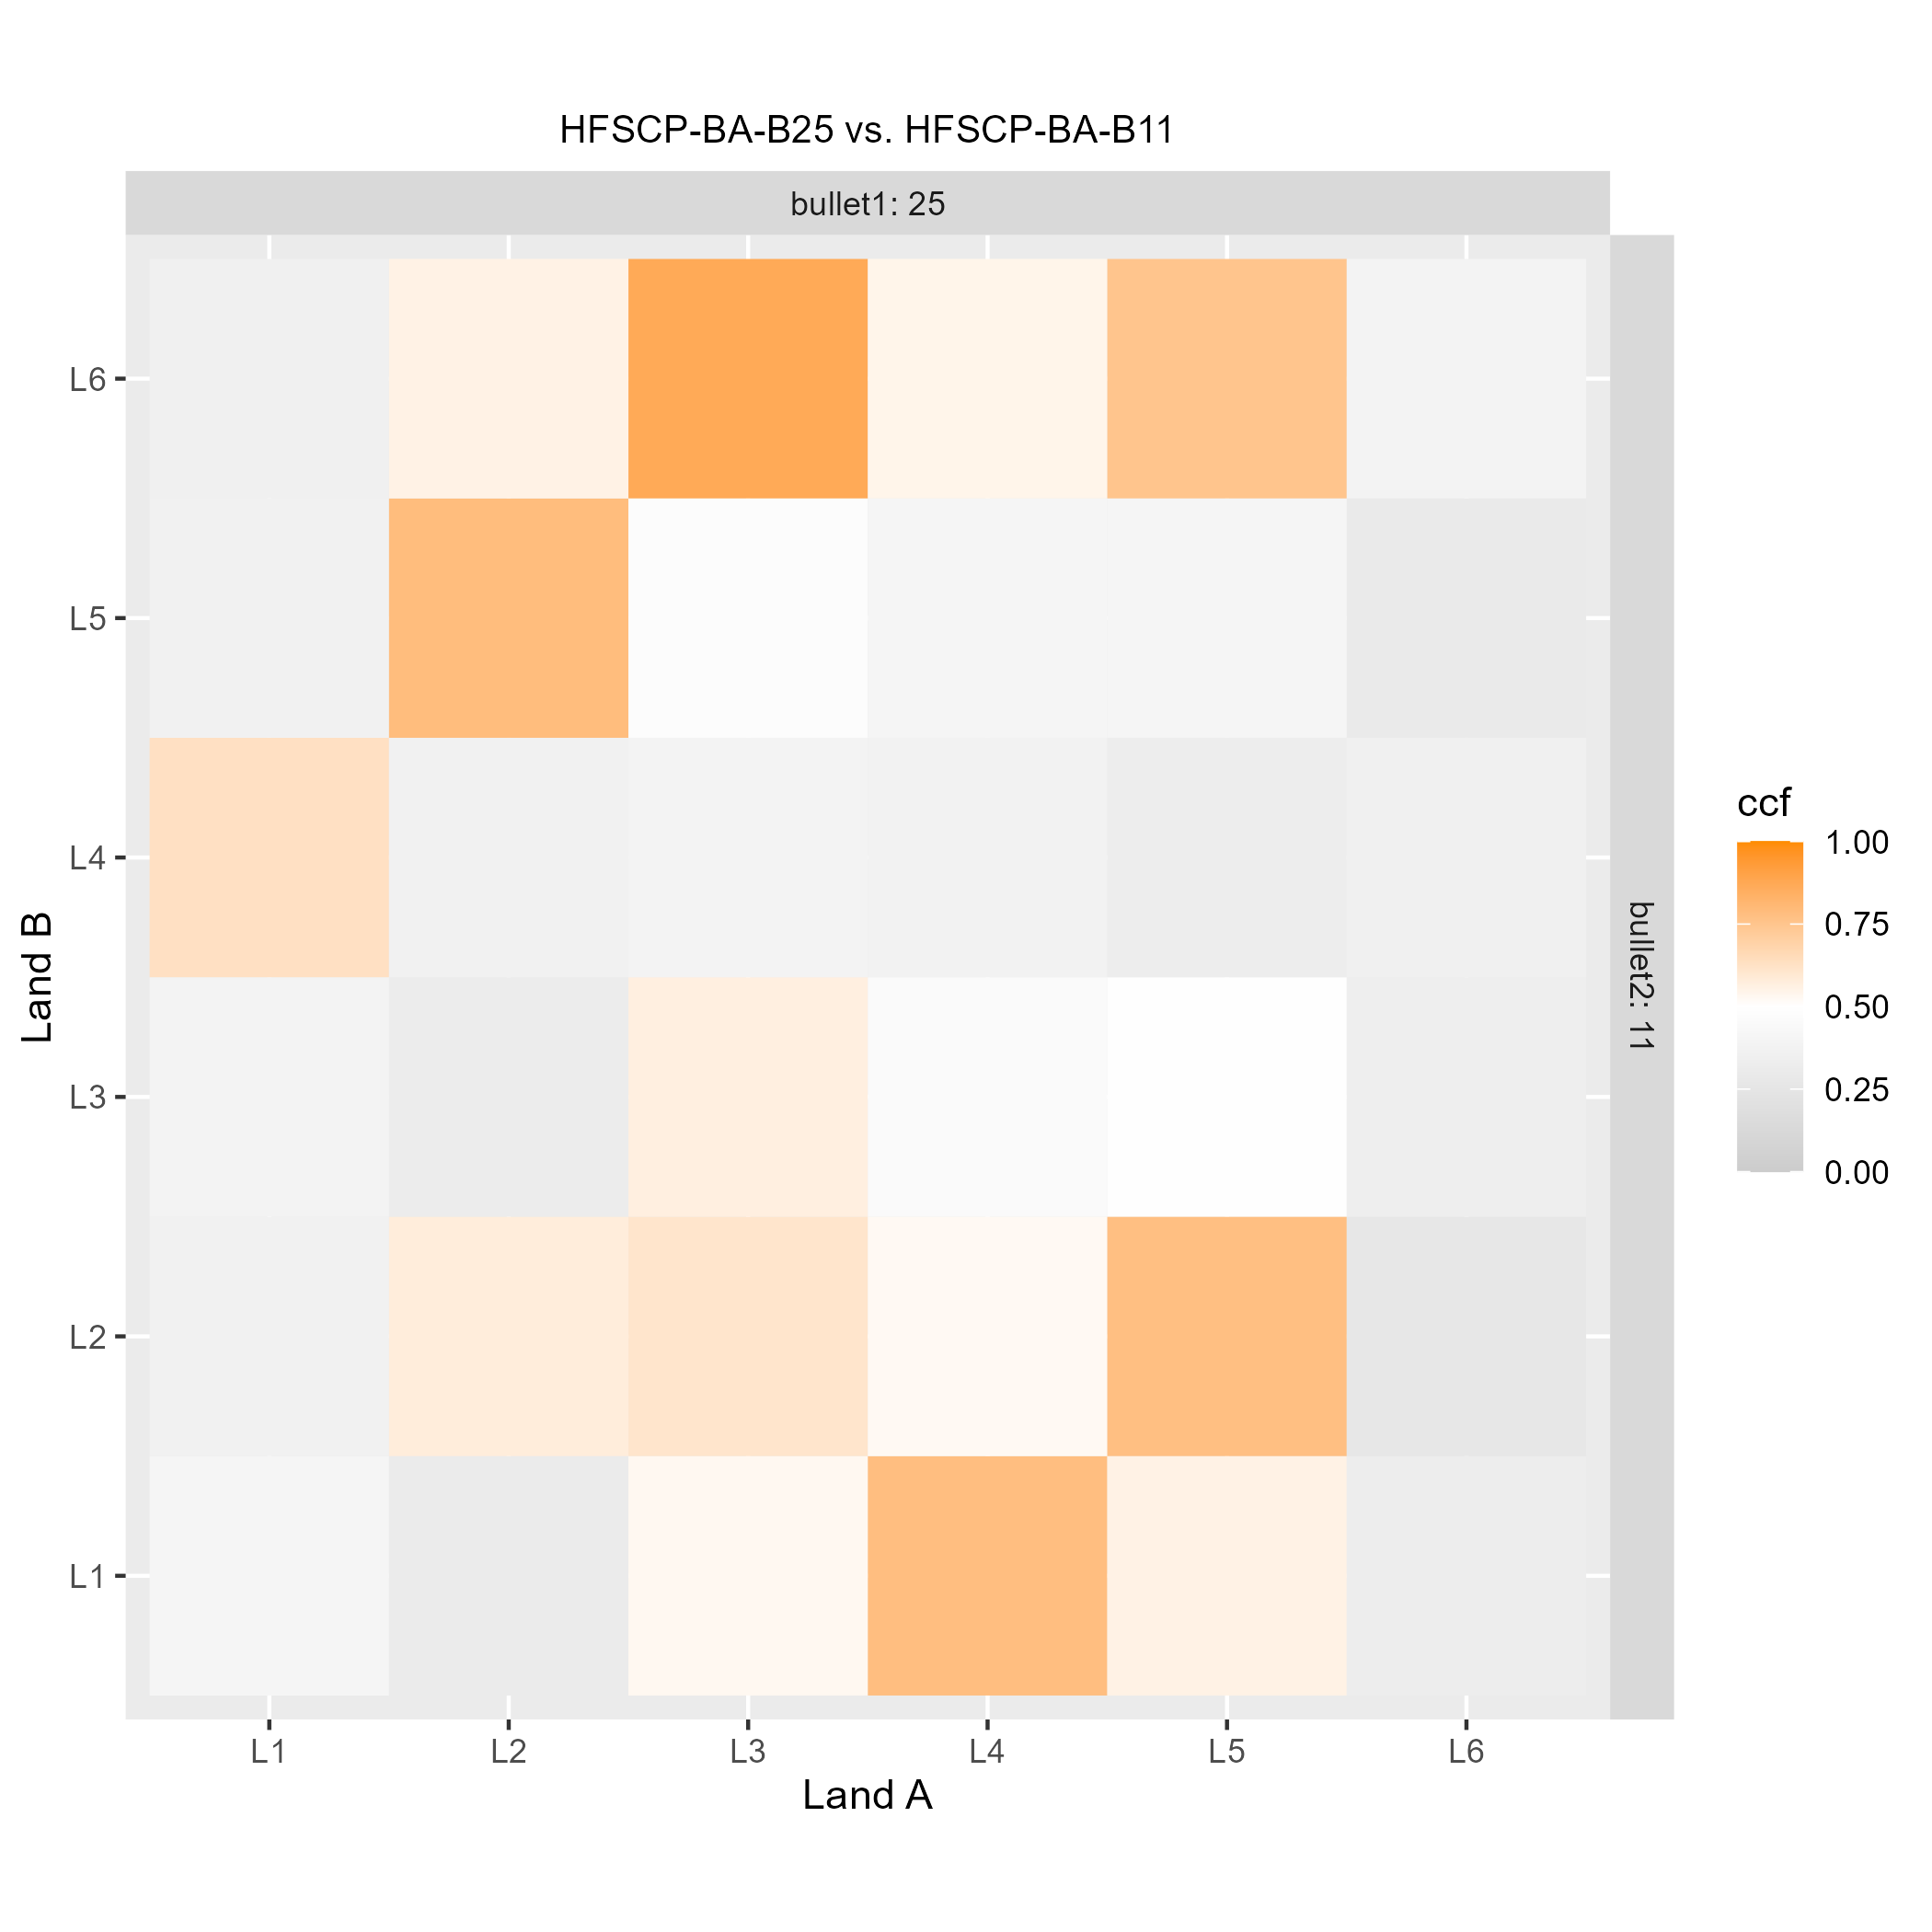 HFSCP-BA-B25 vs. HFSCP-BA-B11
bullet1: 25
L6
L5
L4
L3
L2
L1
Land B
bullet2: 11
L1 L2 L3 L4 L5 L6
Land A
ccf
1.00
0.75
0.50
0.25
0.00